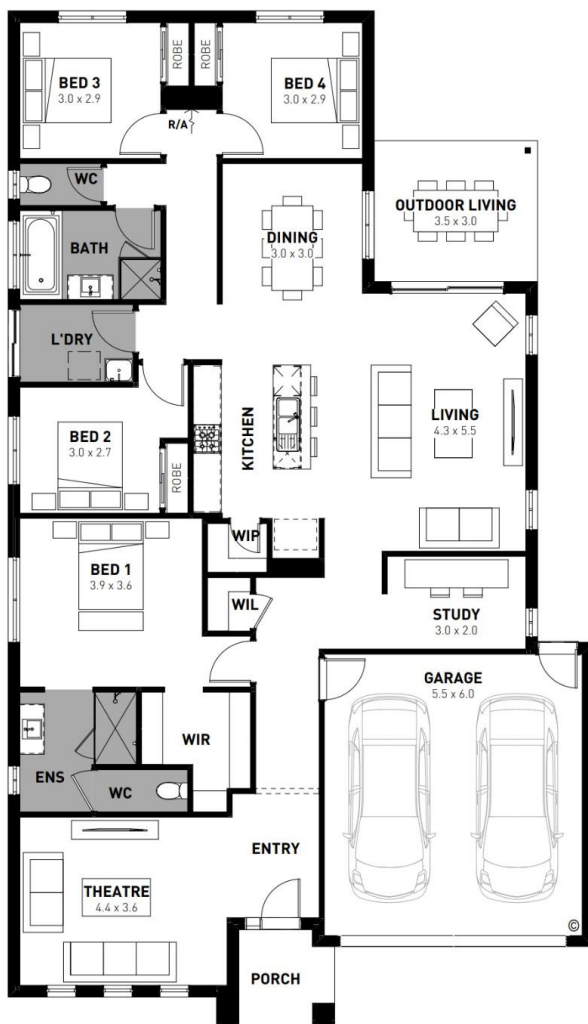 ROBE
ROBE
BED 3
3.0 x 2.9
BED 4
3.0 x 2.9
R/A
WC
OUTDOOR LIVING
3.5 x 3.0
DINING
3.0 x 3.0
BATH
L'DRY
LIVING
4.3 x 5.5
KITCHEN
BED 2
3.0 x 2.7
ROBE
WIP
BED 1
3.9 x 3.6
WIL
STUDY
3.0 x 2.0
GARAGE
5.5 x 6.0
WIR
ENS
WC
ENTRY
THEATRE
4.4 x 3.6
©
PORCH